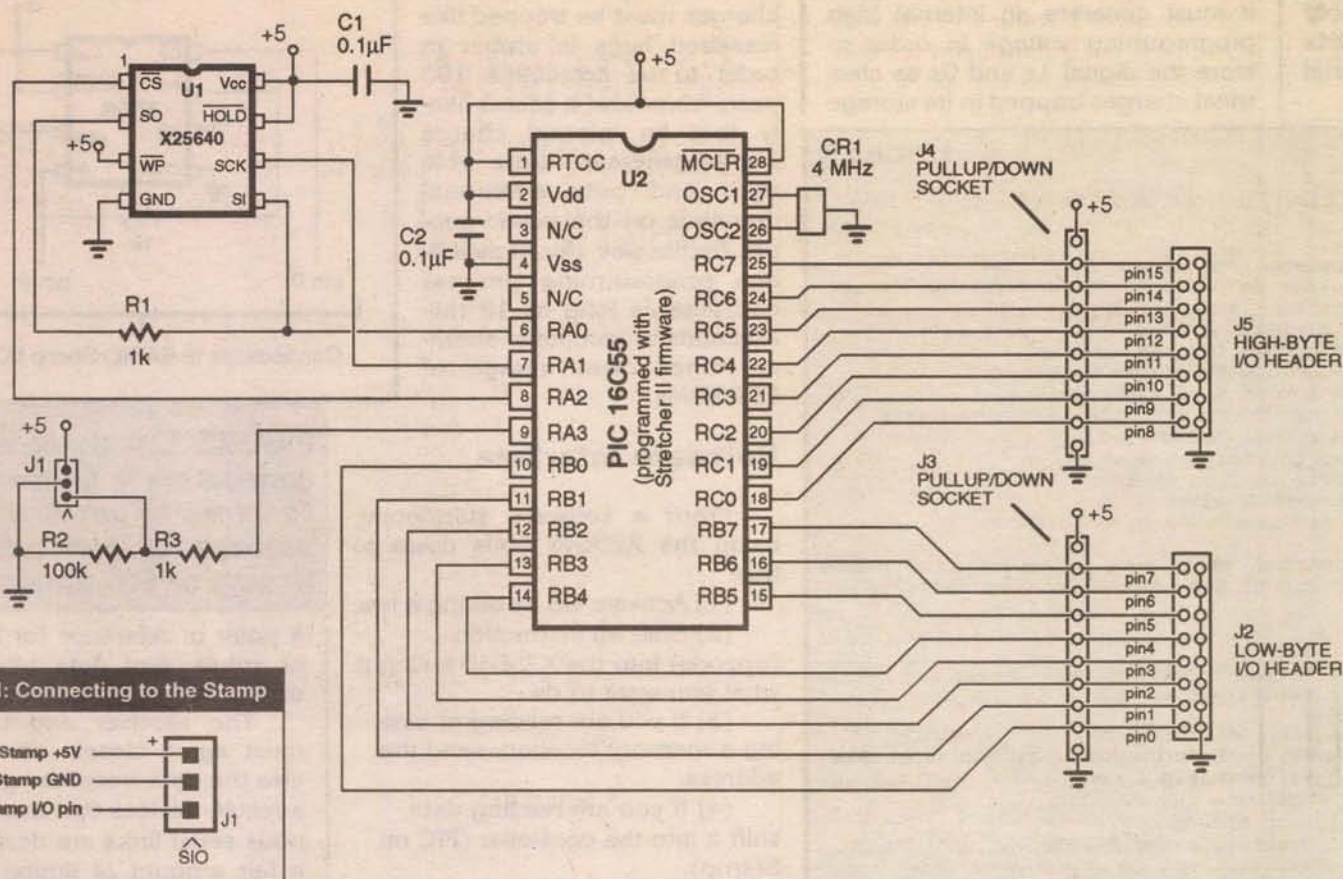 +5
C1
0.1µF
1
CS
Vcc
U1
SO
HOLD
X25640
+5
WP
SCK
GND
SI
R1
1k
+5
J1
R2
100k
R3
1k
+5
C2
0.1µF
1 RTCC
2 Vdd
3 N/C
4 Vss
5 N/C
6 RA0
7 RA1
8 RA2
9 RA3
10 RB0
11 RB1
12 RB2
13 RB3
14 RB4
U2
PIC 16C55
(programmed with
Stretcher II firmware)
MCLR 28
OSC1 27
OSC2 26
RC7 25
RC6 24
RC5 23
RC4 22
RC3 21
RC2 20
RC1 19
RC0 18
RB7 17
RB6 16
RB5 15
CR1
4 MHz
J4
PULLUP/DOWN
SOCKET
+5
pin15
pin14
pin13
pin12
pin11
pin10
pin9
pin8
J5
HIGH-BYTE
I/O HEADER
J3
PULLUP/DOWN
SOCKET
+5
pin7
pin6
pin5
pin4
pin3
pin2
pin1
pin0
J2
LOW-BYTE
I/O HEADER
: Connecting to the Stamp
Stamp +5V
+
Stamp GND
I/O pin
J1
SIO